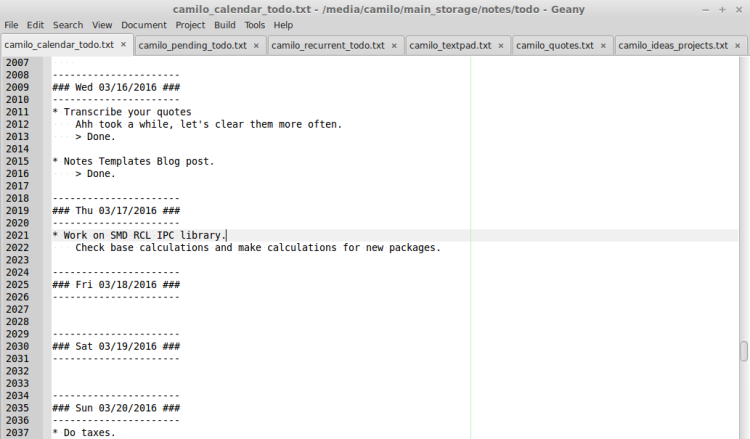 camilo_calendar_todo.txt - /media/camilo/main_storage/notes/todo - Geany
File Edit Search View Document Project Build Tools Help
camilo_calendar_todo.txt × camilo_pending_todo.txt × camilo_recurrent_todo.txt × camilo_textpad.txt × camilo_quotes.txt × camilo_ideas_projects.txt ×
2007
2008 ----------------------
2009 ### Wed 03/16/2016 ###
2010 ----------------------
2011 * Transcribe your quotes
2012 Ahh took a while, let's clear them more often.
2013 > Done.
2014
2015 * Notes Templates Blog post.
2016 > Done.
2017
2018 ----------------------
2019 ### Thu 03/17/2016 ###
2020 ----------------------
2021 * Work on SMD RCL IPC library.
2022 Check base calculations and make calculations for new packages.
2023
2024 ----------------------
2025 ### Fri 03/18/2016 ###
2026 ----------------------
2027
2028
2029 ----------------------
2030 ### Sat 03/19/2016 ###
2031 ----------------------
2032
2033
2034 ----------------------
2035 ### Sun 03/20/2016 ###
2036 ----------------------
2037 * Do taxes.